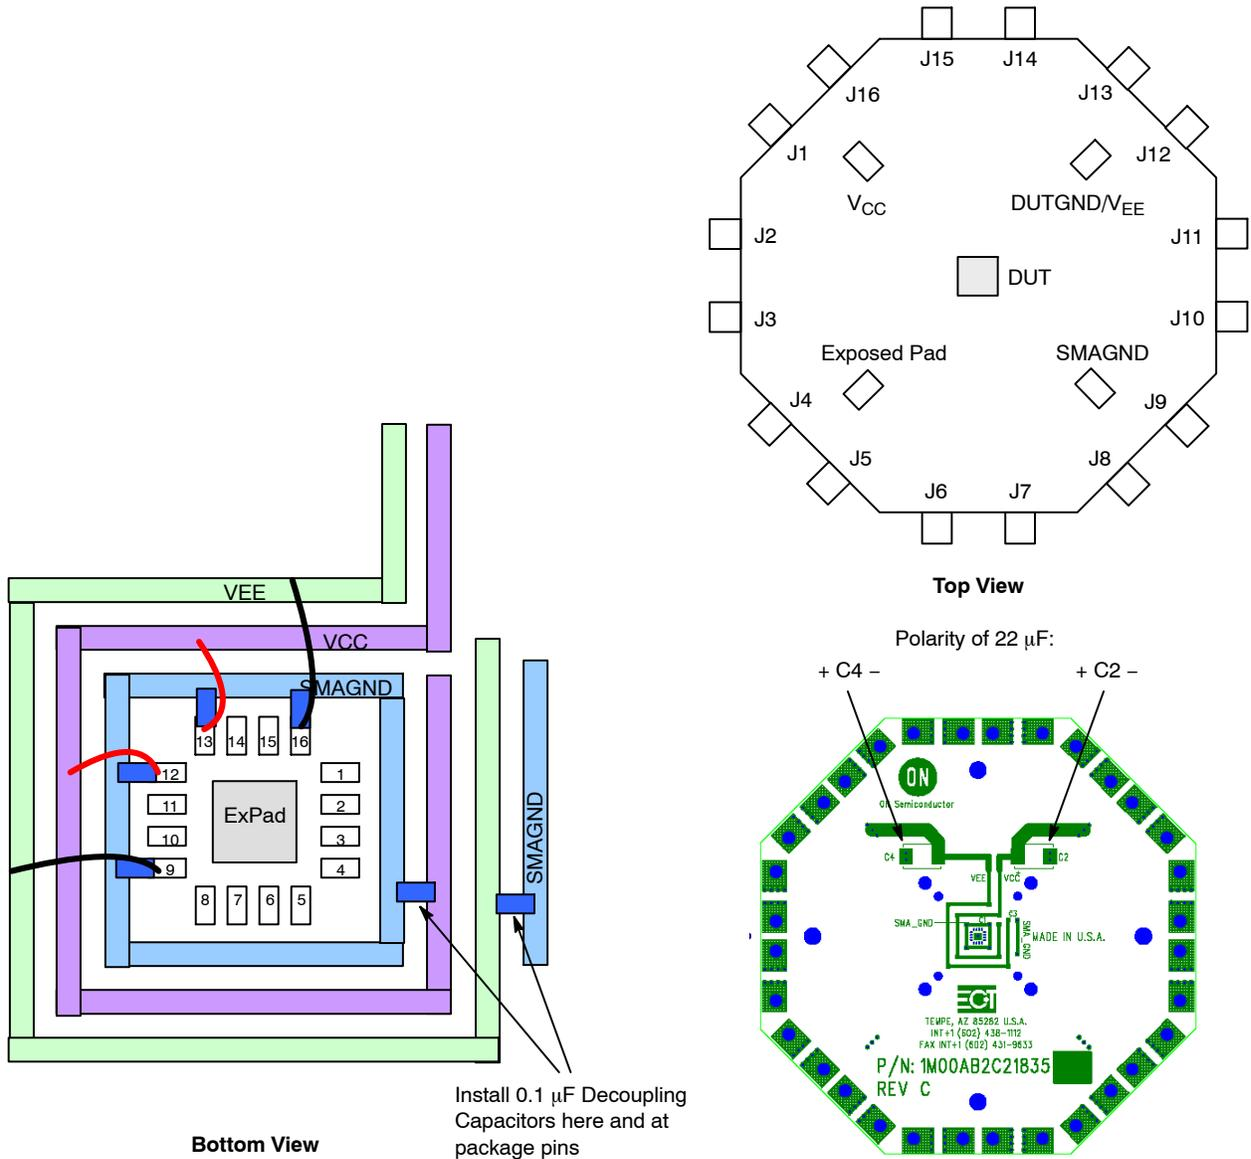 J15 J14
J16 J13
J1 J12
VCC DUTGND/VEE
J2 J11
DUT
J3 J10
Exposed Pad SMAGND
J4 J9
J5 J8
J6 J7
Top View
VEE
VCC
SMAGND
13 14 15 16
12 1
11 2
ExPad
10 3
9 4
8 7 6 5
SMAGND
Install 0.1 μF Decoupling
Capacitors here and at
package pins
Bottom View
Polarity of 22 μF:
+ C4 − + C2 −
ON
ON Semiconductor
C4 C2
VEE VCC
SMA_GND C1 C3
SMA_GND
MADE IN U.S.A.
ECT
TEMPE, AZ 85282 U.S.A.
INT+1 (602) 438-1112
FAX INT+1 (602) 431-9633
P/N: 1M00AB2C21835
REV C